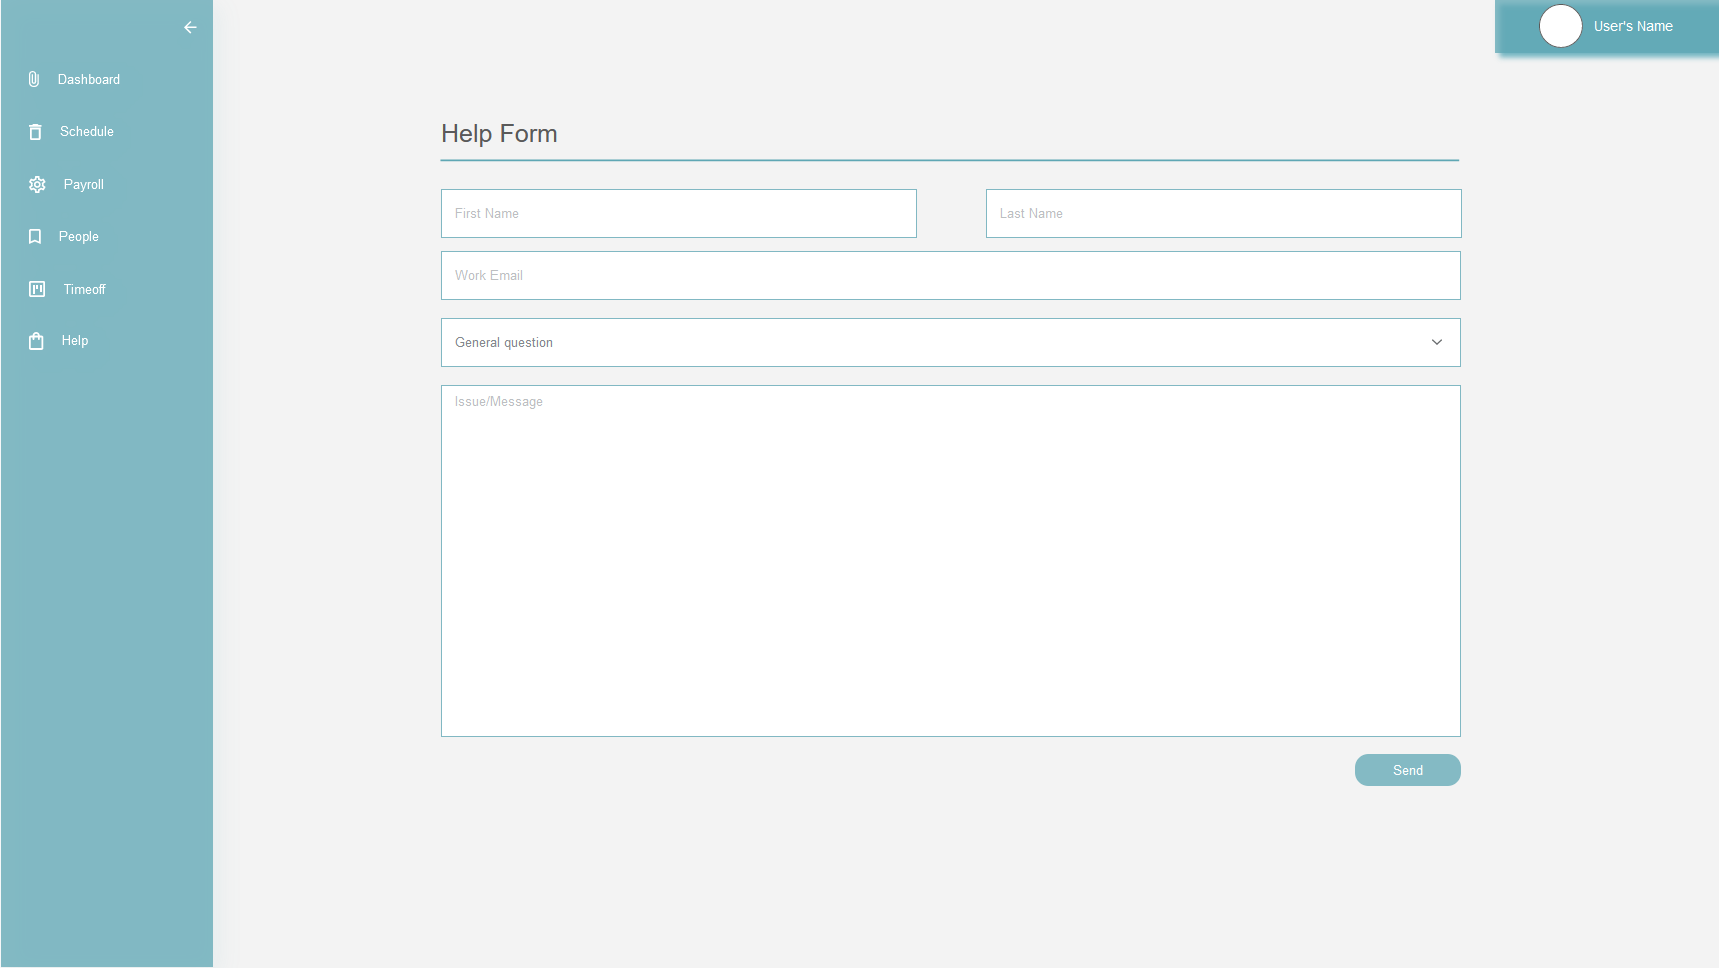 User's Name
Dashboard
Schedule
Payroll
People
Timeoff
Help
Help Form
First Name
Last Name
Work Email
General question
Issue/Message
Send